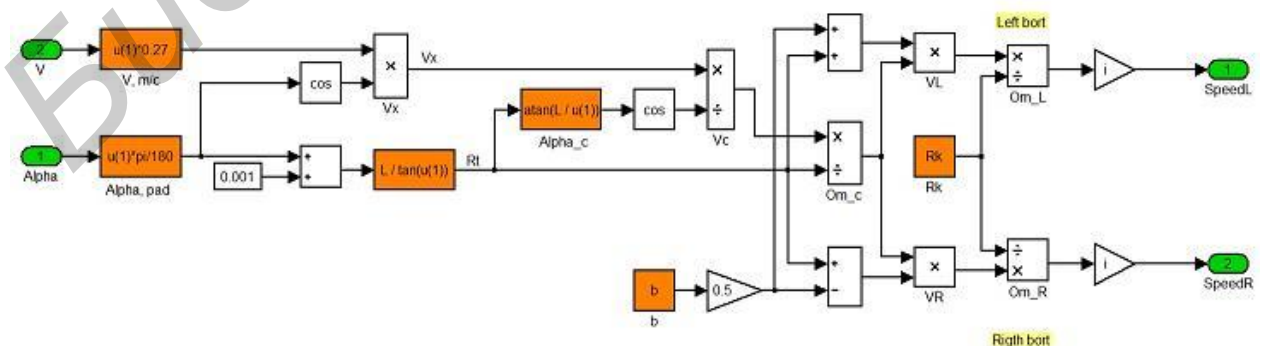 Би
2
V
u(1)*0.27
V, m/c
cos
×
Vx
Vx
1
Alpha
u(1)*pi/180
Alpha, pad
0.001
+
+
L / tan(u(1))
Rt
atan(L / u(1))
Alpha_c
cos
×
÷
Vc
+
+
×
÷
Om_c
b
b
0.5
+
−
×
VL
Left bort
×
÷
Om_L
i
1
SpeedL
Rk
Rk
×
VR
÷
×
Om_R
i
2
SpeedR
Rigth bort